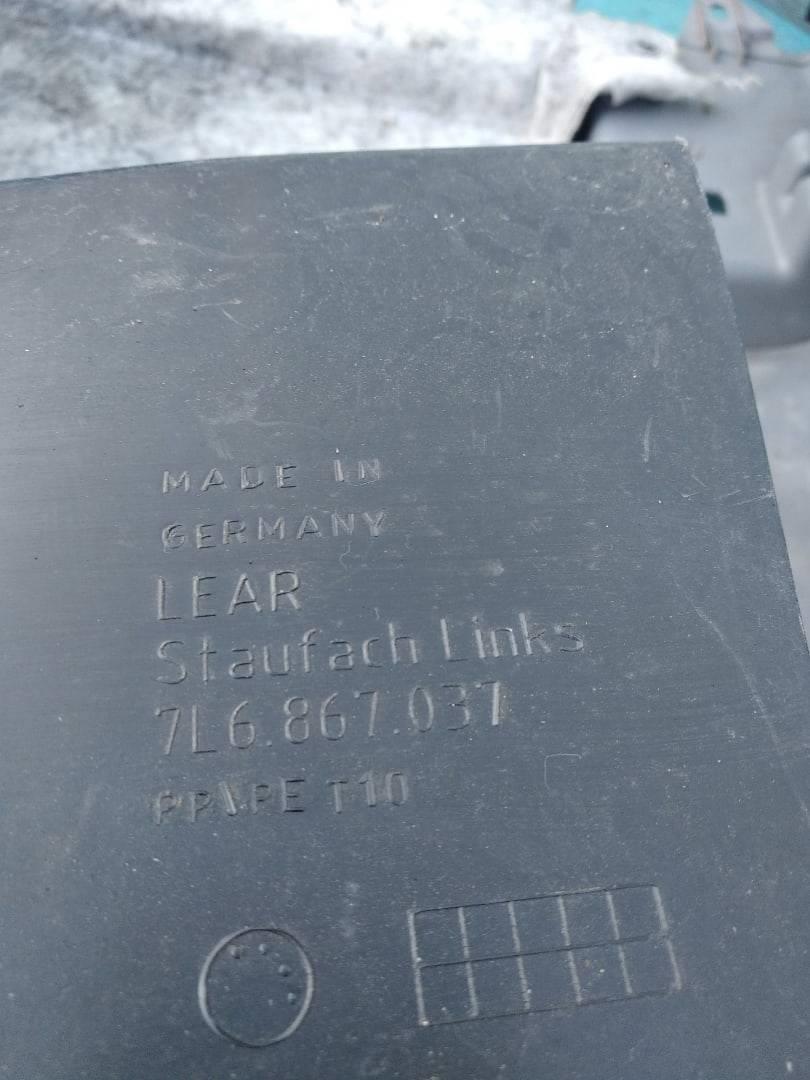 MADE IN
GERMANY
LEAR
Staufach Links
7L6.867.037
PP\PE T10